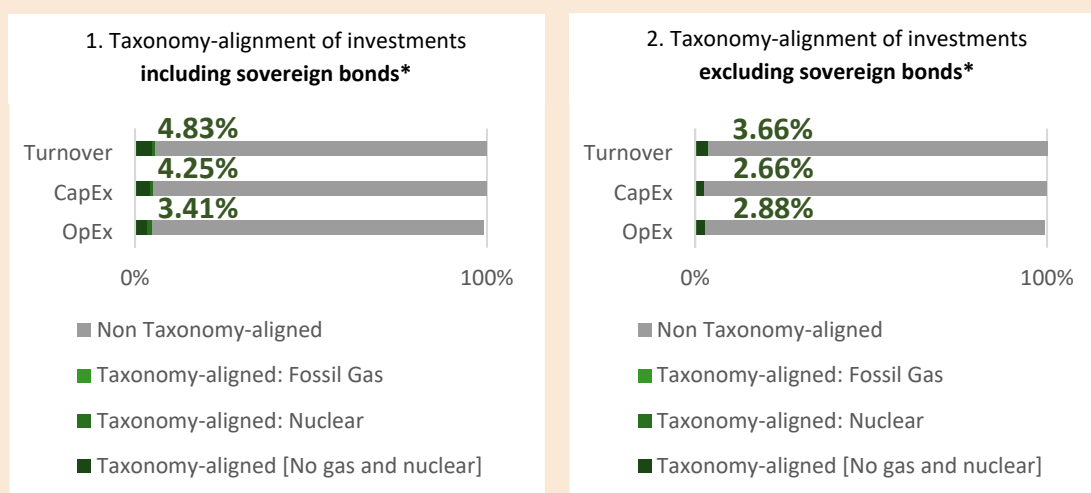 1. Taxonomy-alignment of investments
including sovereign bonds*
4.83%
Turnover
4.25%
CapEx
3.41%
OpEx
0%
100%
Non Taxonomy-aligned
Taxonomy-aligned: Fossil Gas
Taxonomy-aligned: Nuclear
Taxonomy-aligned [No gas and nuclear]
2. Taxonomy-alignment of investments
excluding sovereign bonds*
3.66%
Turnover
2.66%
CapEx
2.88%
OpEx
0%
100%
Non Taxonomy-aligned
Taxonomy-aligned: Fossil Gas
Taxonomy-aligned: Nuclear
Taxonomy-aligned [No gas and nuclear]